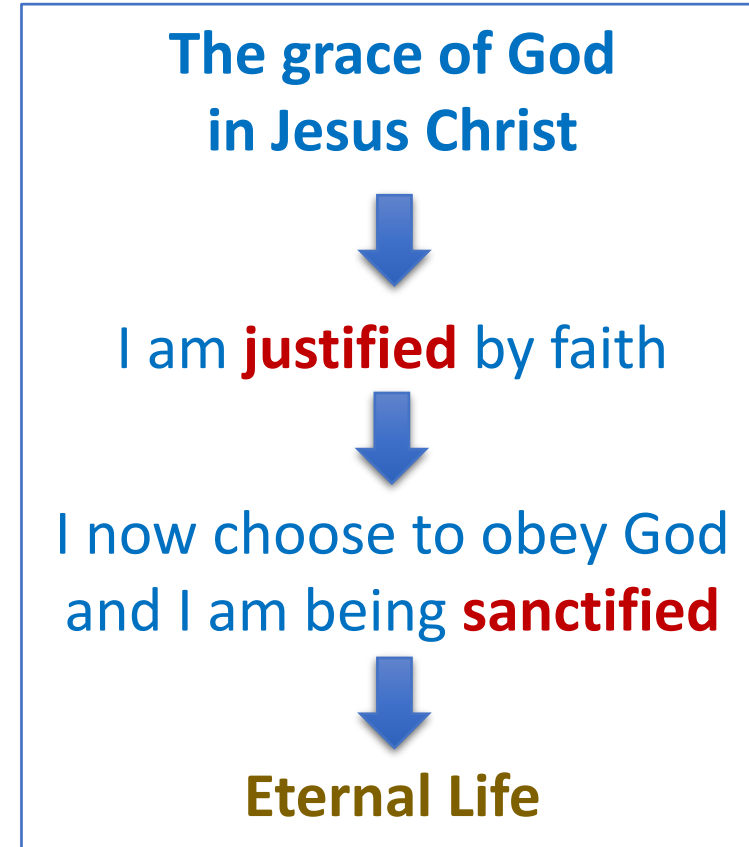 The grace of God
in Jesus Christ
I am justified by faith
I now choose to obey God
and I am being sanctified
Eternal Life